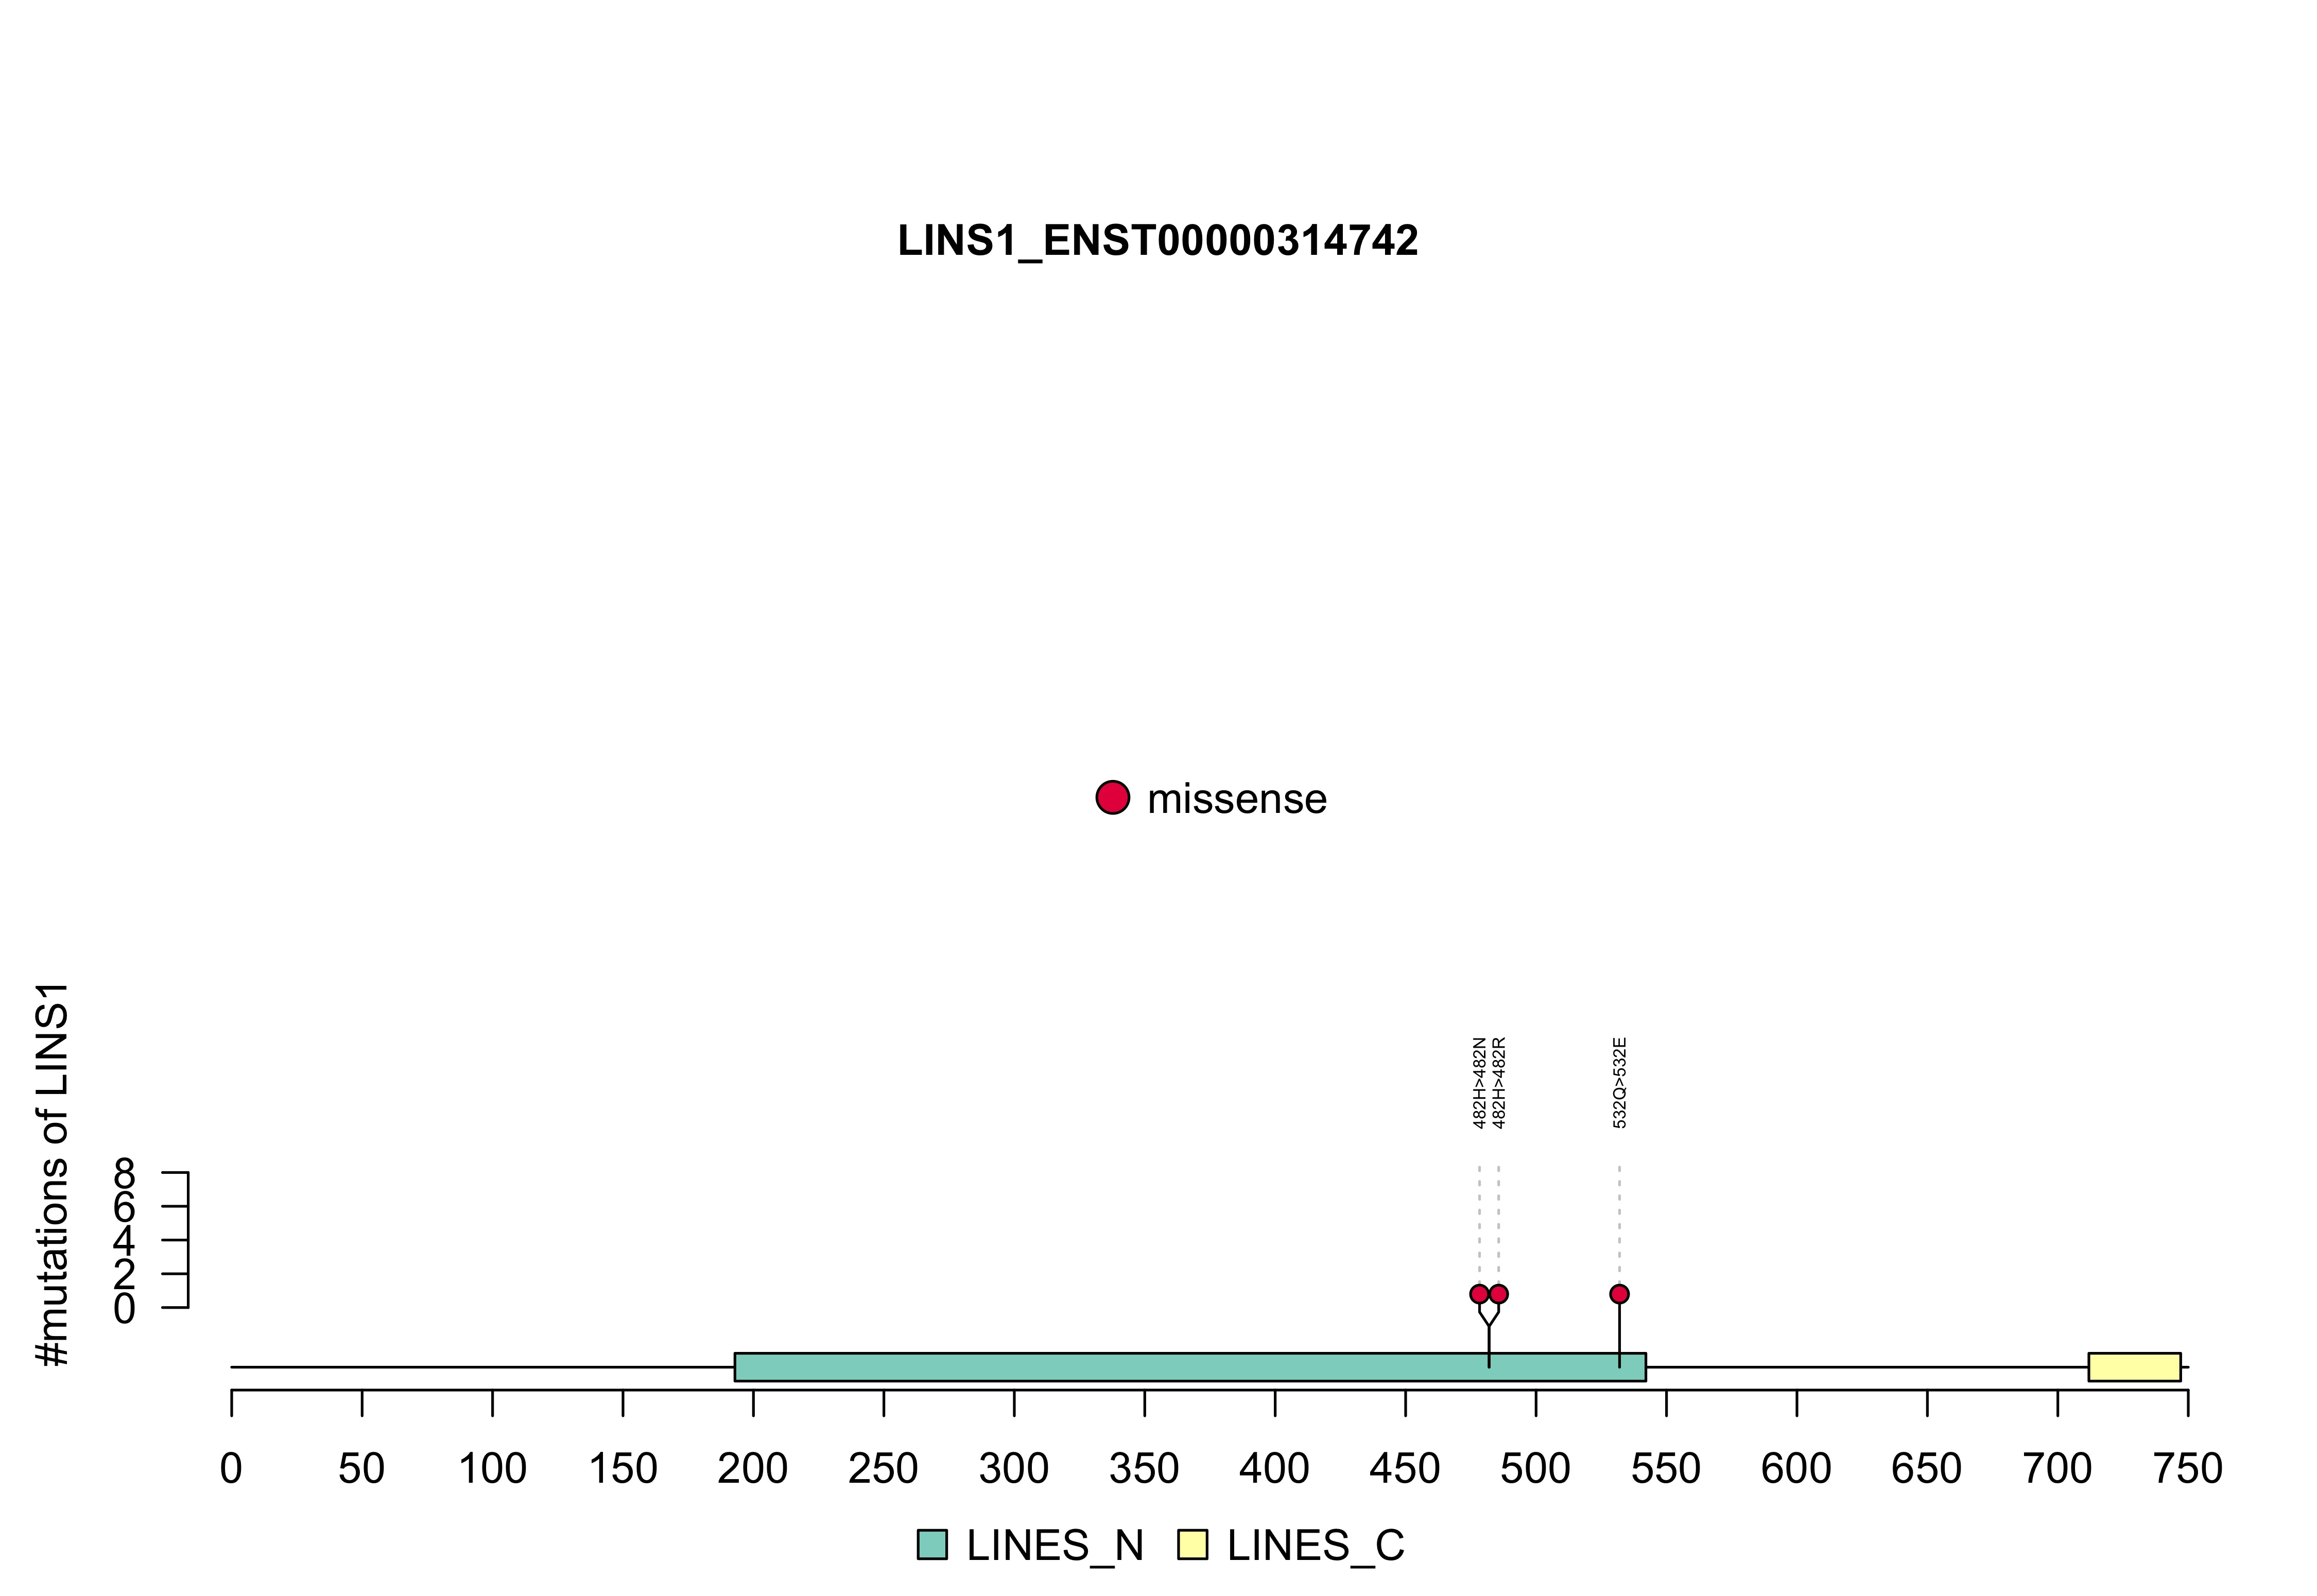 LINS1_ENST00000314742
missense
#mutations of LINS1
482H>482N
482H>482R
532Q>532E
8
6
4
2
0
0 50 100 150 200 250 300 350 400 450 500 550 600 650 700 750
LINES_N LINES_C